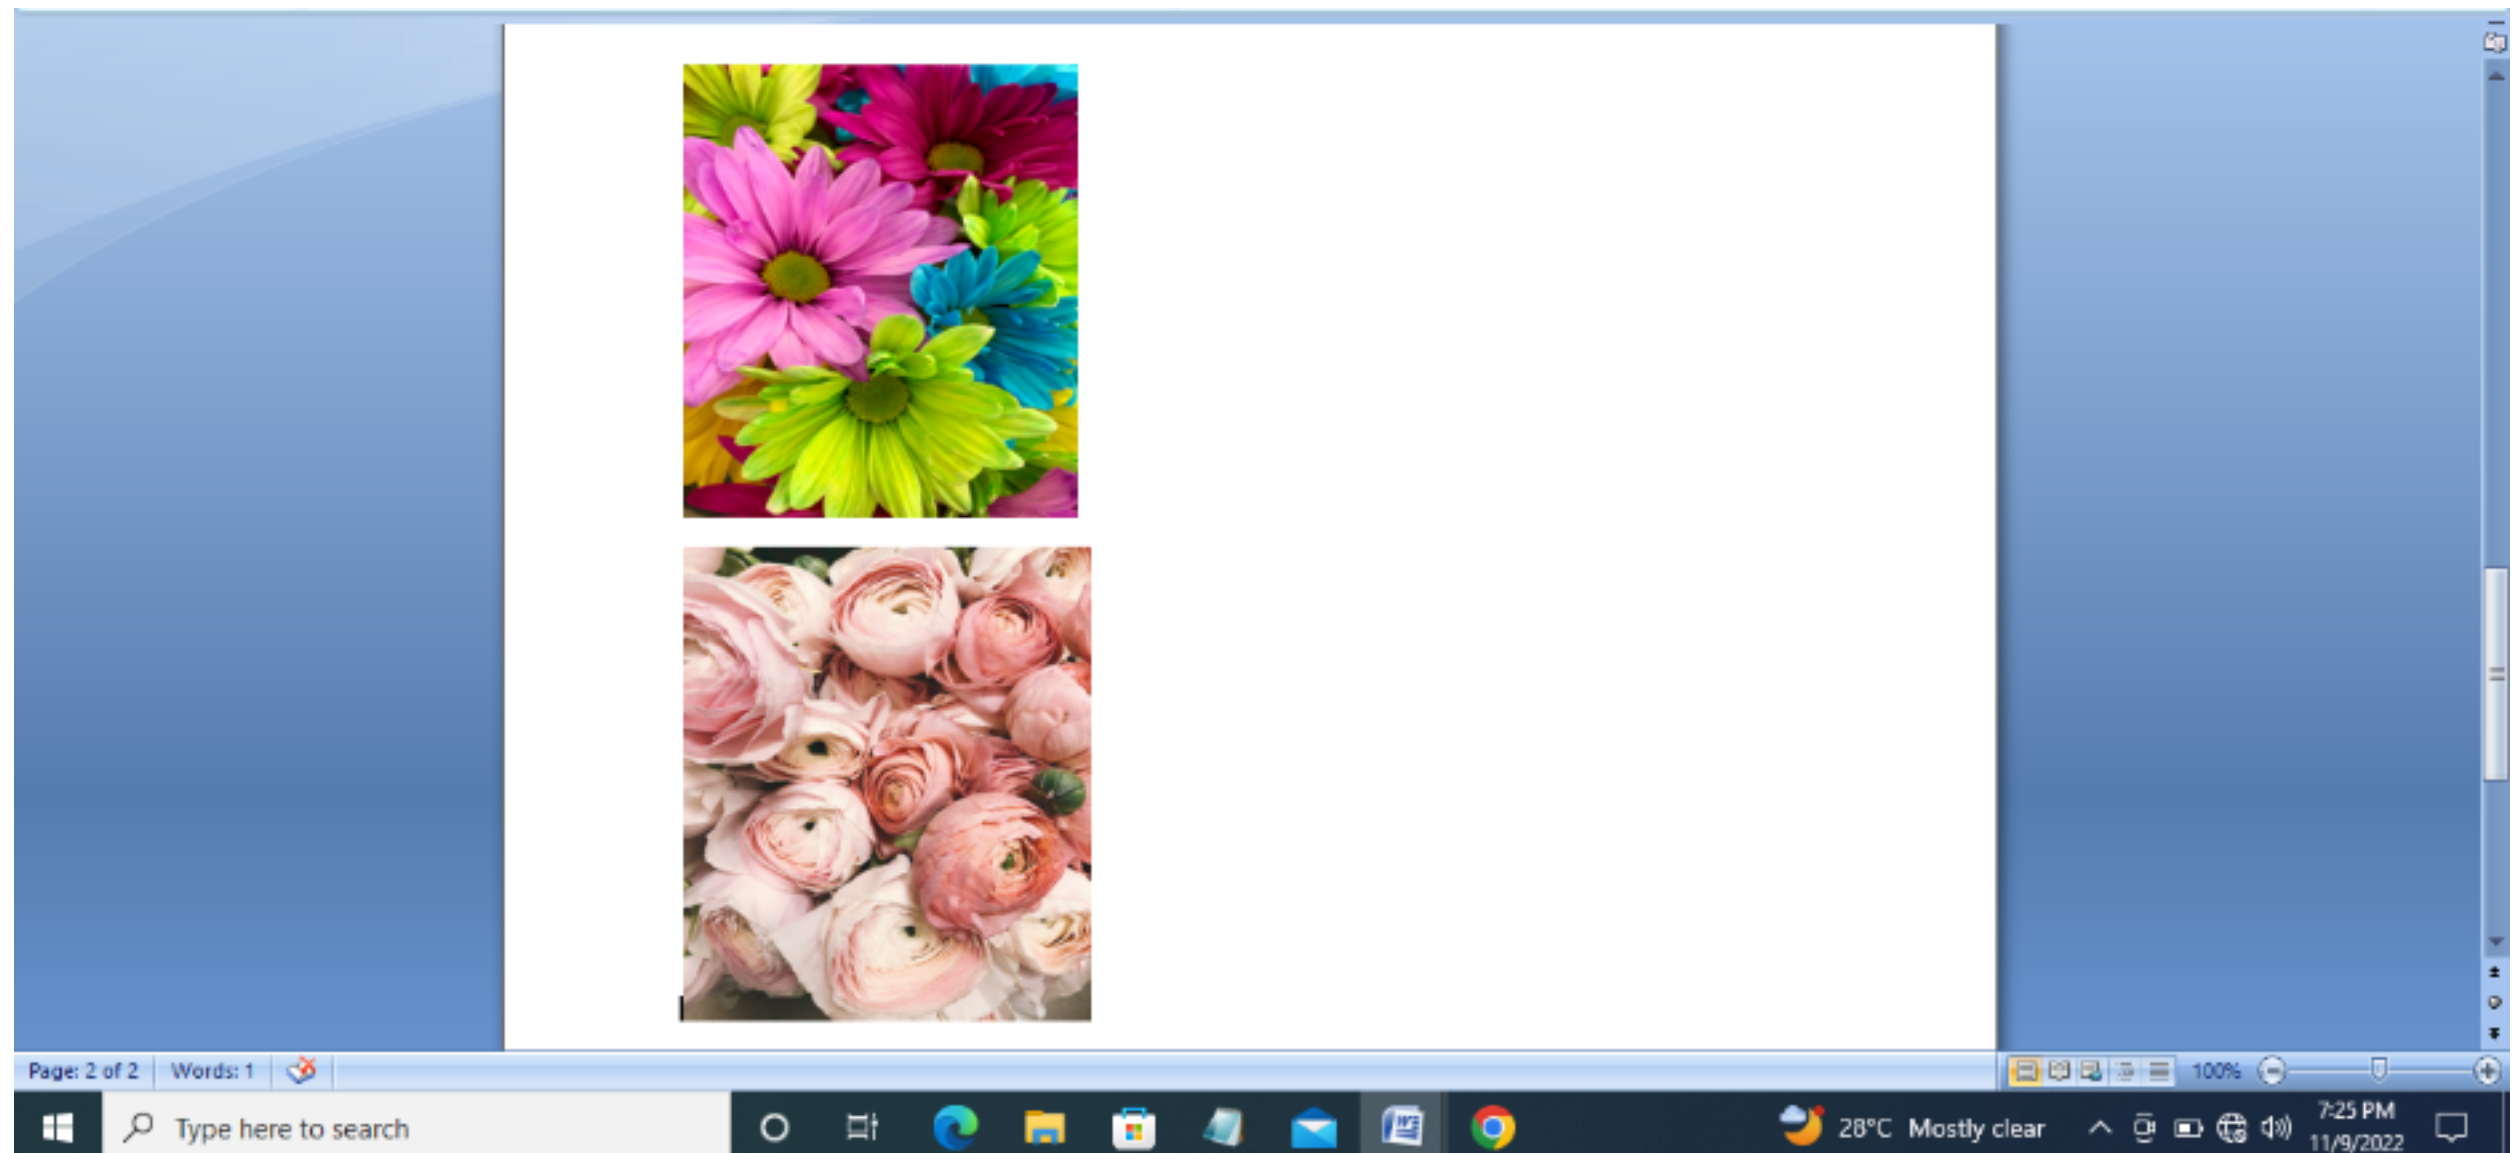 Page: 2 of 2 Words: 1 100%
Type here to search 28°C Mostly clear 7:25 PM
11/9/2022